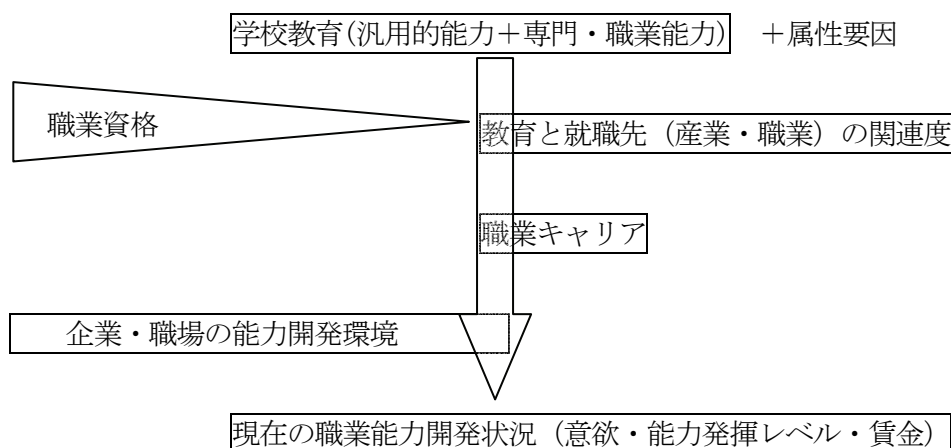 学校教育(汎用的能力＋専門・職業能力)　＋属性要因
職業資格
教育と就職先（産業・職業）の関連度
職業キャリア
企業・職場の能力開発環境
現在の職業能力開発状況（意欲・能力発揮レベル・賃金）